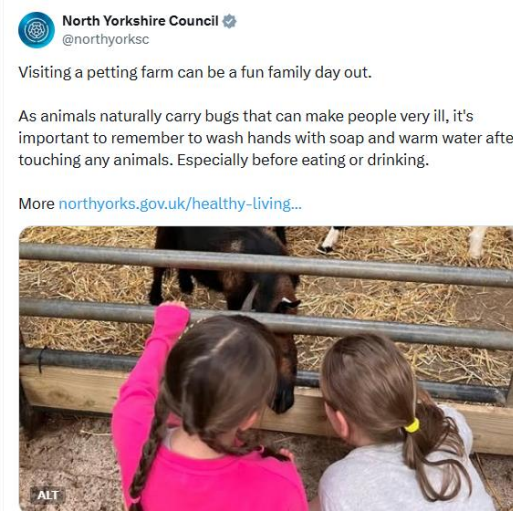 North Yorkshire Council
@northyorksc
Visiting a petting farm can be a fun family day out.
As animals naturally carry bugs that can make people very ill, it's
important to remember to wash hands with soap and warm water afte
touching any animals. Especially before eating or drinking.
More northyorks.gov.uk/healthy-living...
ALT